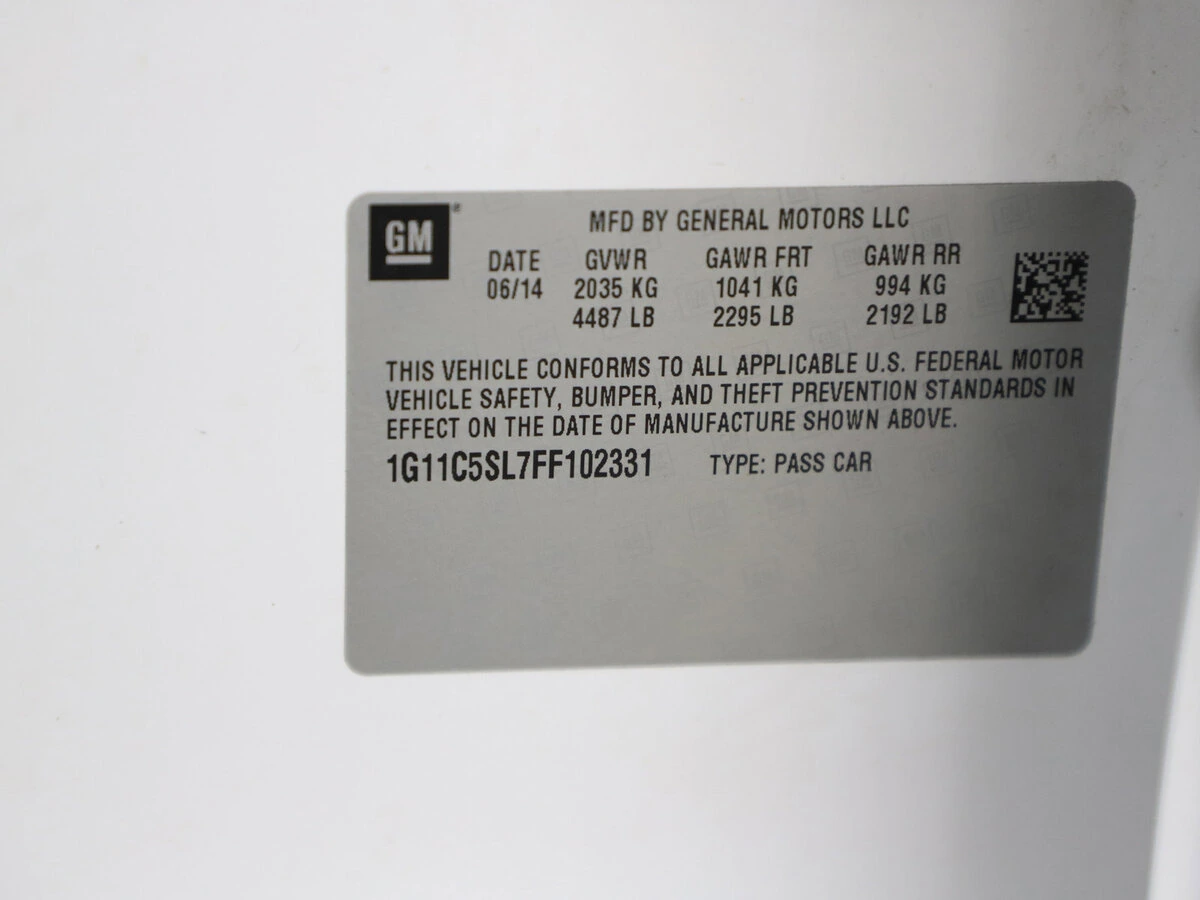 GM®
MFD BY GENERAL MOTORS LLC
DATE GVWR GAWR FRT GAWR RR
06/14 2035 KG 1041 KG 994 KG
4487 LB 2295 LB 2192 LB
THIS VEHICLE CONFORMS TO ALL APPLICABLE U.S. FEDERAL MOTOR
VEHICLE SAFETY, BUMPER, AND THEFT PREVENTION STANDARDS IN
EFFECT ON THE DATE OF MANUFACTURE SHOWN ABOVE.
1G11C5SL7FF102331 TYPE: PASS CAR